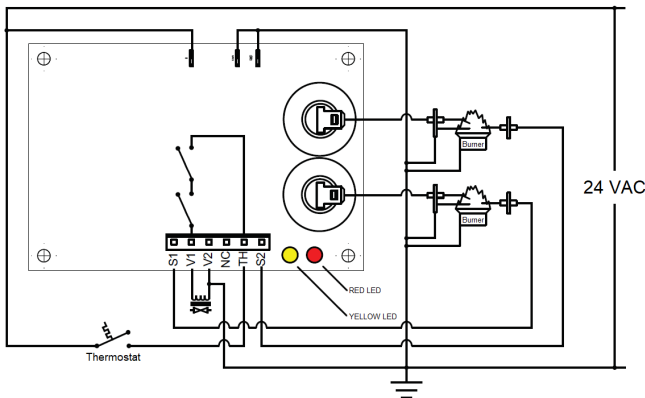 Burner
24 VAC
Burner
S1
V1
V2
NC
TH
S2
RED LED
YELLOW LED
Thermostat